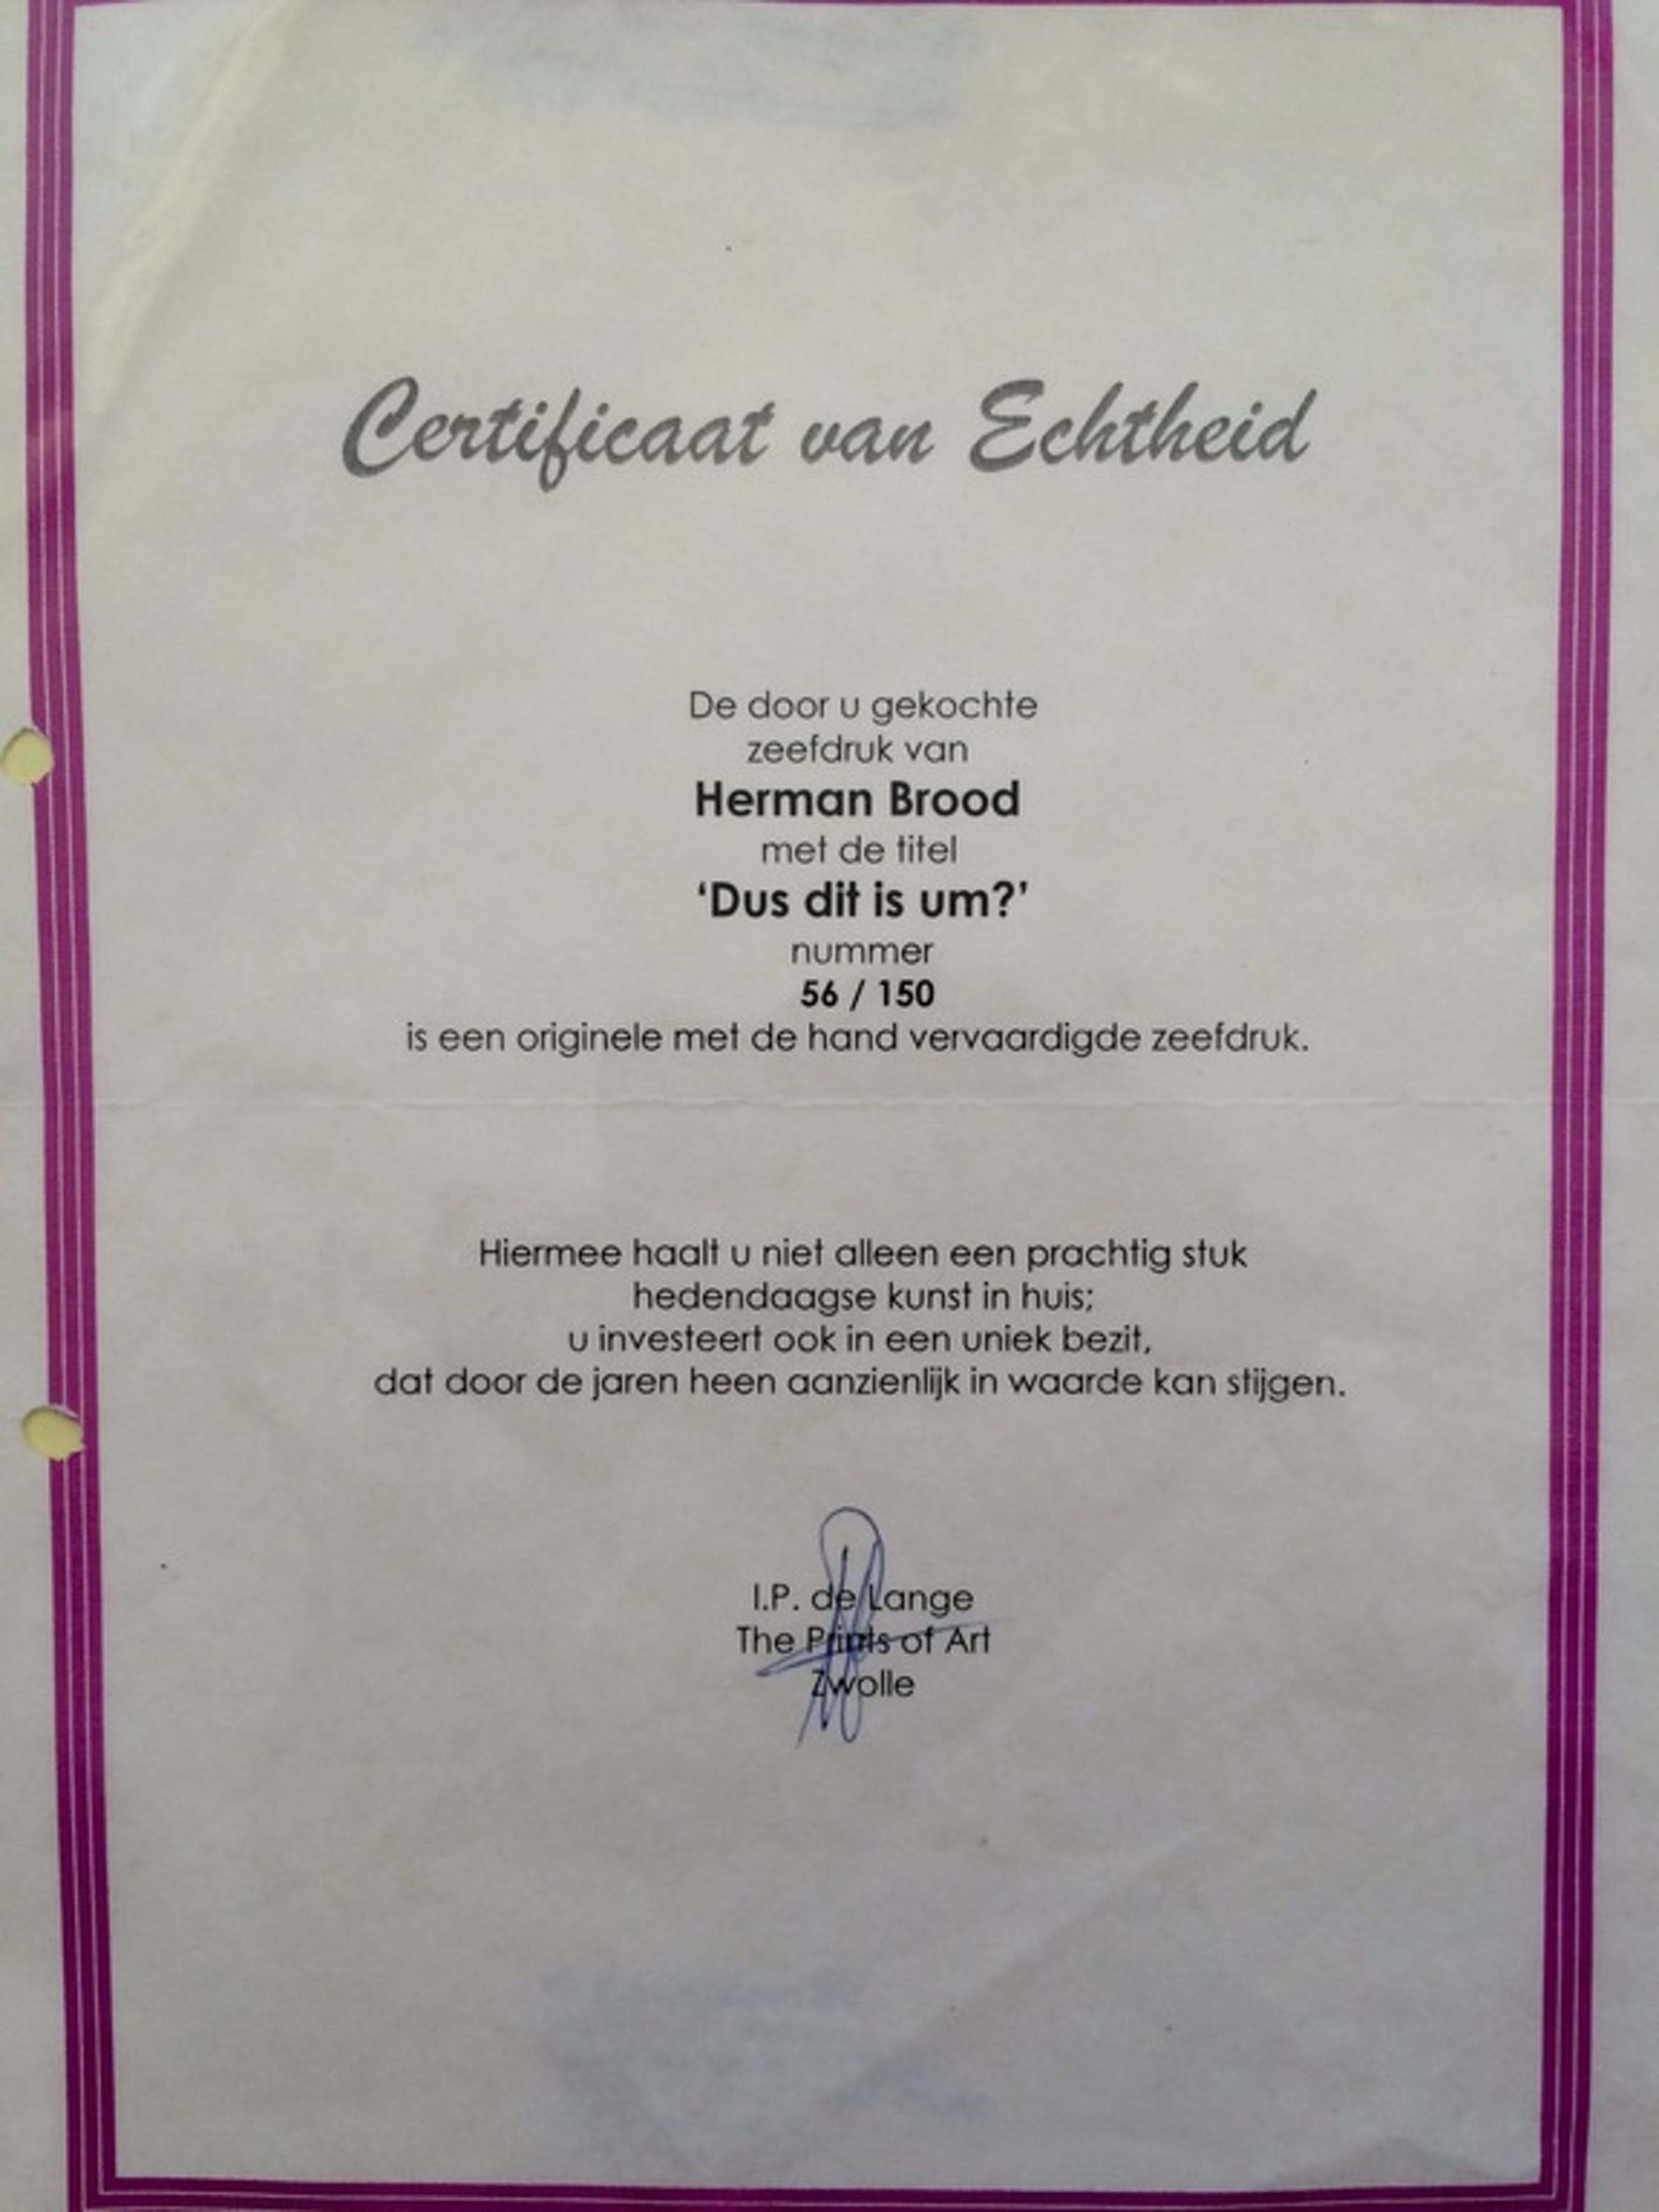 Certificaat van Echtheid
De door u gekochte
zeefdruk van
Herman Brood
met de titel
‘Dus dit is um?’
nummer
56 / 150
is een originele met de hand vervaardigde zeefdruk.
Hiermee haalt u niet alleen een prachtig stuk
hedendaagse kunst in huis;
u investeert ook in een uniek bezit,
dat door de jaren heen aanzienlijk in waarde kan stijgen.
I.P. de Lange
The Prints of Art
Zwolle